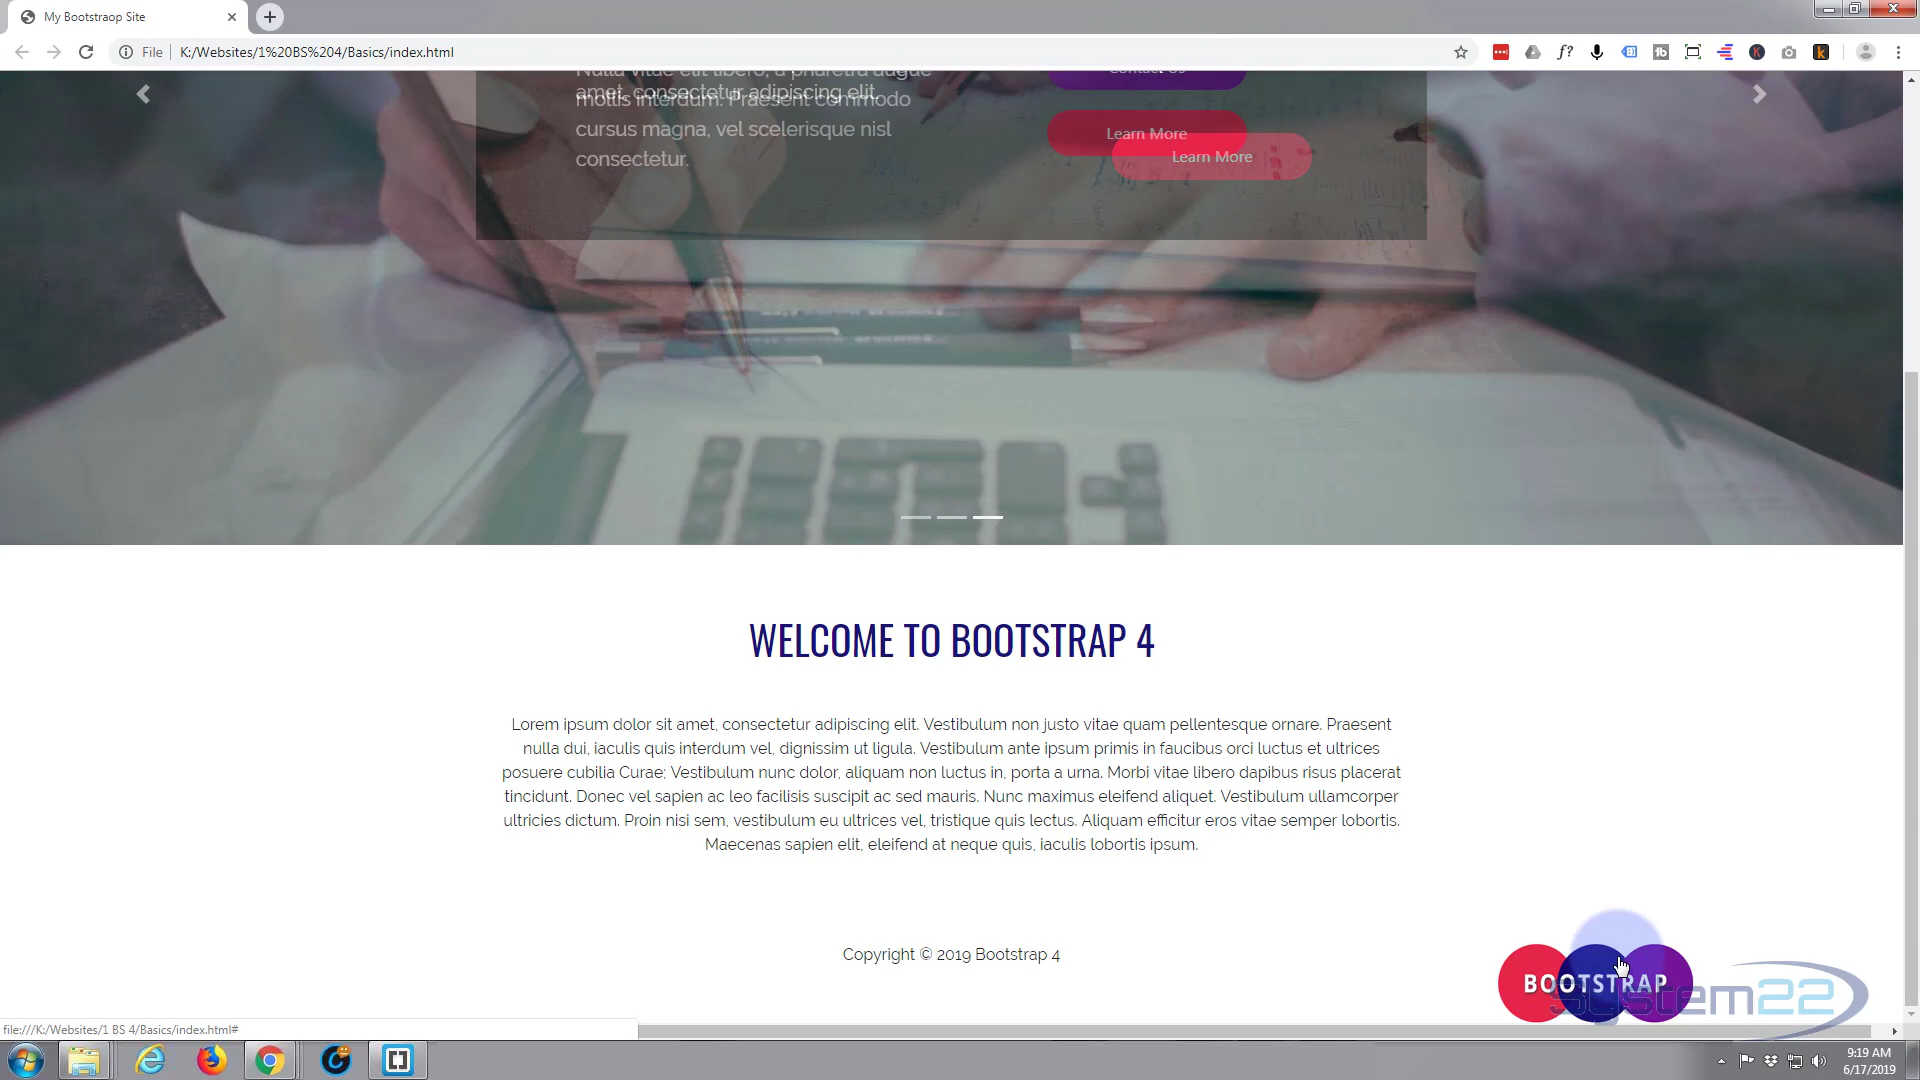 My Bootstraop Site
File
K:/Websites/1%20BS%204/Basics/index.html
f?
Nulla vitae elit libero, a pharetra augue
amet, consectetur adipiscing elit.
mollis interdum. Praesent commodo
cursus magna, vel scelerisque nisl
consectetur.
Contact Us
Learn More
Learn More
WELCOME TO BOOTSTRAP 4
Lorem ipsum dolor sit amet, consectetur adipiscing elit. Vestibulum non justo vitae quam pellentesque ornare. Praesent
nulla dui, iaculis quis interdum vel, dignissim ut ligula. Vestibulum ante ipsum primis in faucibus orci luctus et ultrices
posuere cubilia Curae; Vestibulum nunc dolor, aliquam non luctus in, porta a urna. Morbi vitae libero dapibus risus placerat
tincidunt. Donec vel sapien ac leo facilisis suscipit ac sed mauris. Nunc maximus eleifend aliquet. Vestibulum ullamcorper
ultricies dictum. Proin nisi sem, vestibulum eu ultrices vel, tristique quis lectus. Aliquam efficitur eros vitae semper lobortis.
Maecenas sapien elit, eleifend at neque quis, iaculis lobortis ipsum.
Copyright © 2019 Bootstrap 4
BOOTSTRAP
system22
file:///K:/Websites/1 BS 4/Basics/index.html#
9:19 AM
6/17/2019